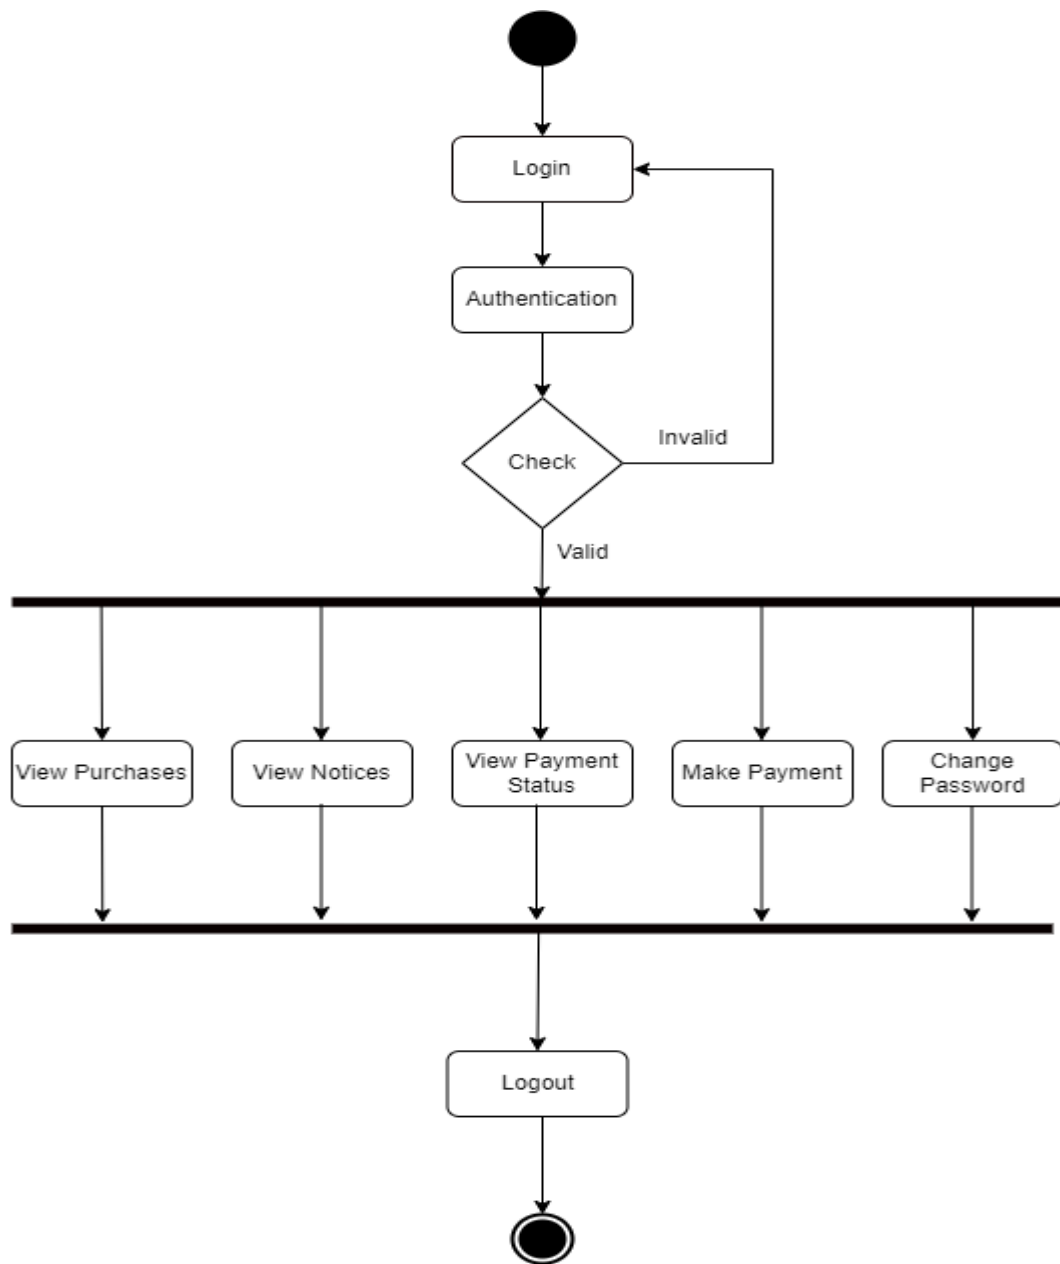 Login
Authentication
Check
Invalid
Valid
View Purchases
View Notices
View Payment
Status
Make Payment
Change
Password
Logout